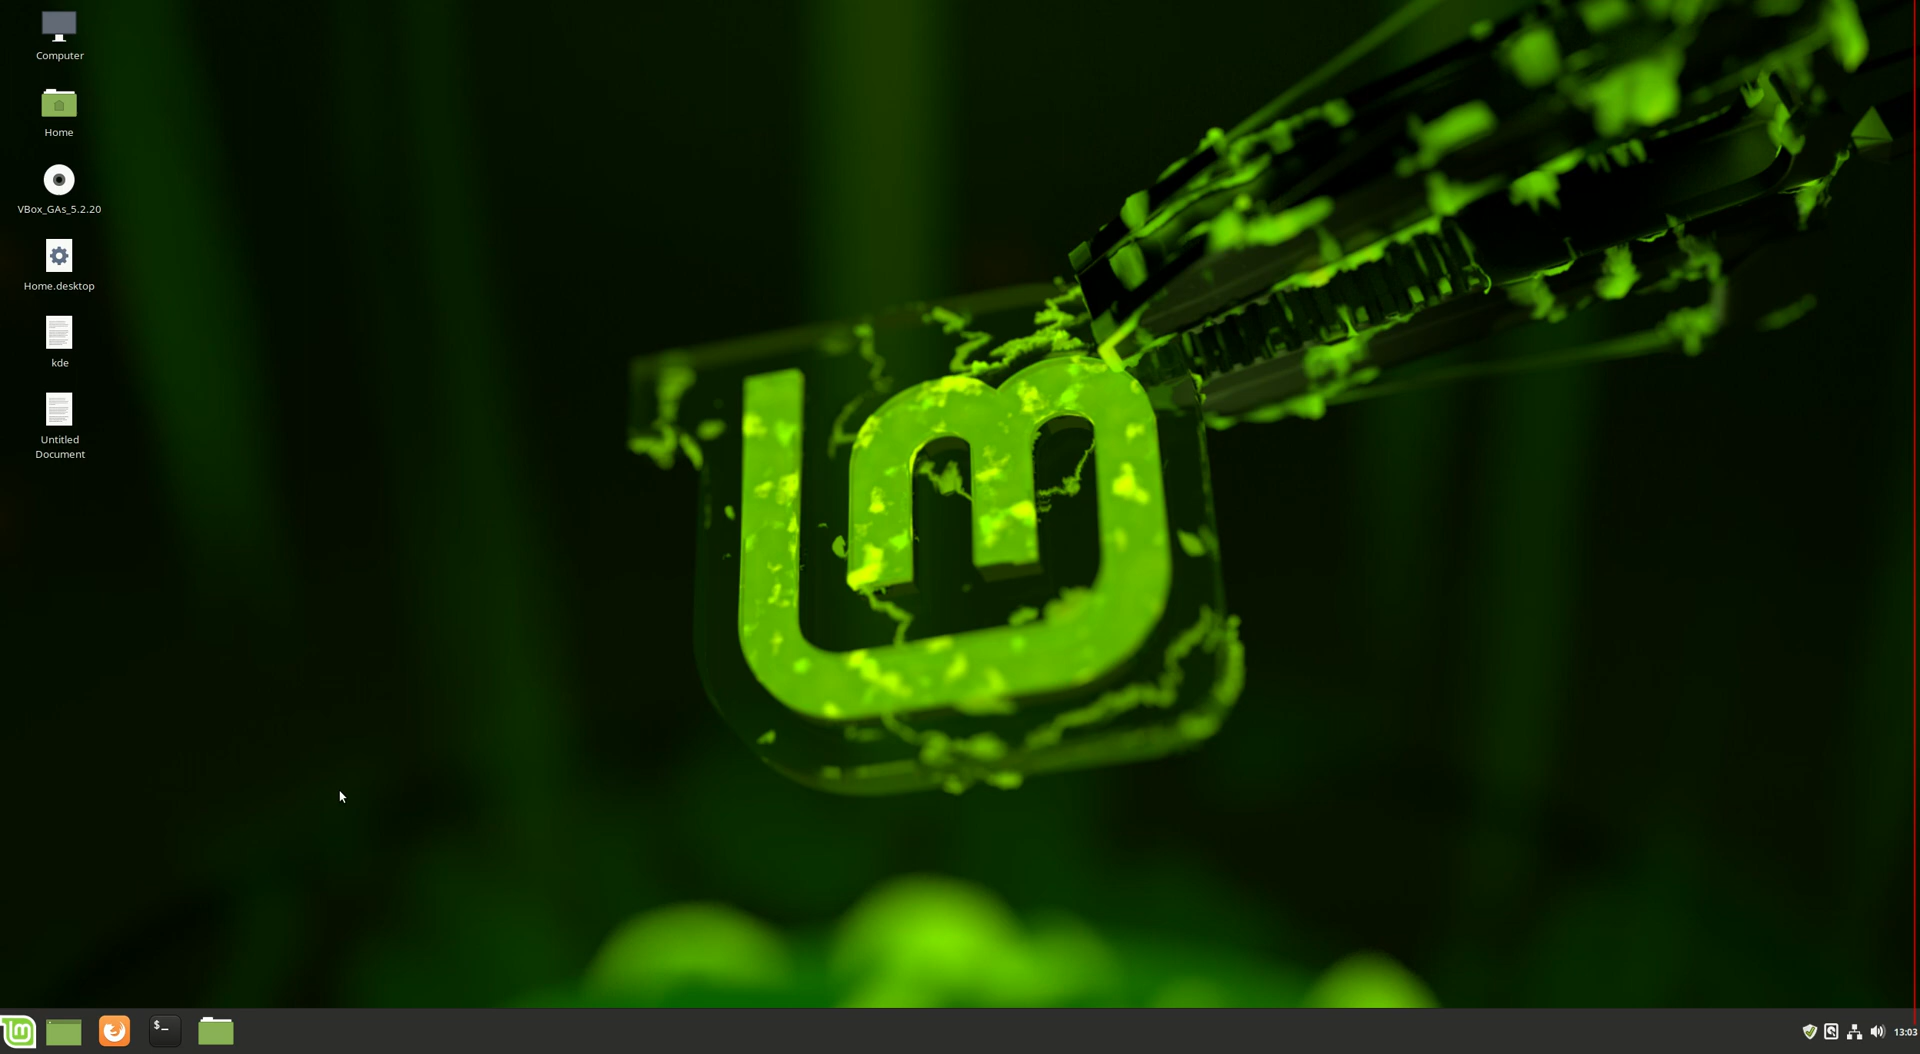 Computer
Home
VBox_GAs_5.2.20
Home.desktop
kde
Untitled
Document
$_
13:03